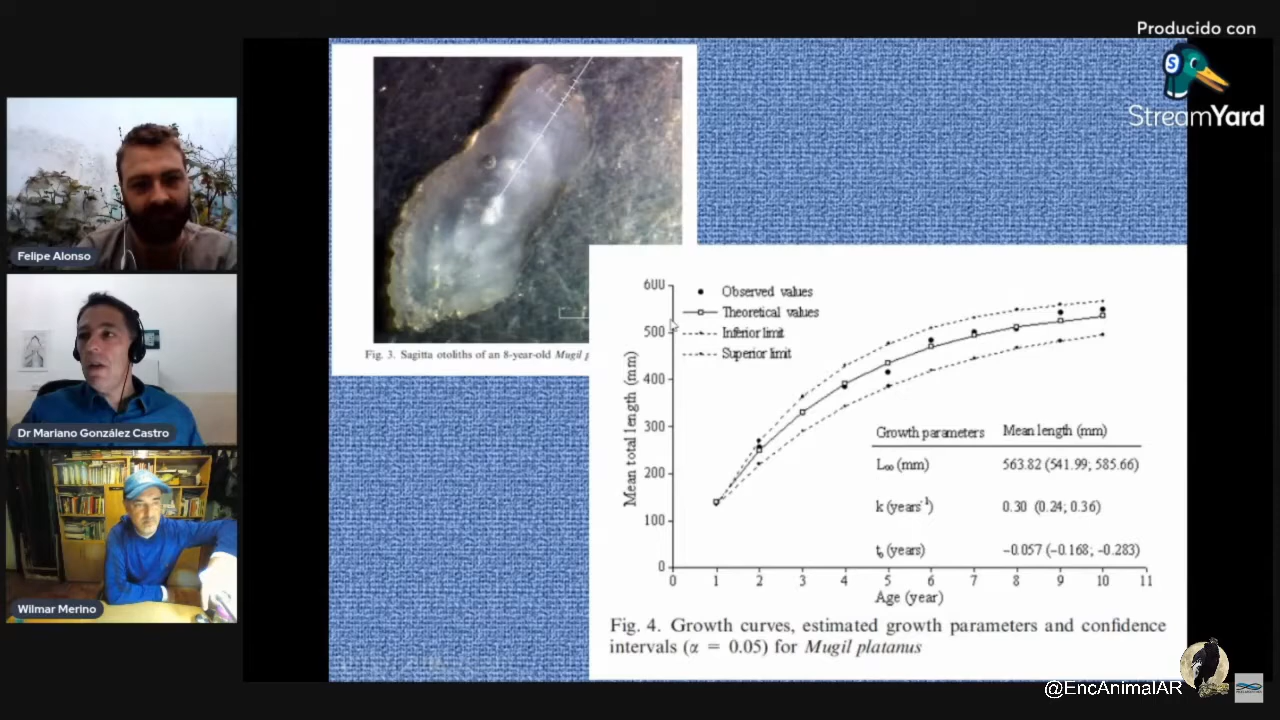 Producido con
StreamYard
Felipe Alonso
Dr Mariano González Castro
Wilmar Merino
Fig. 3. Sagitta otoliths of an 8-year-old Mugil
600
500
400
300
200
100
0
Mean total length (mm)
Observed values
Theoretical values
Inferior limit
Superior limit
Growth parameters Mean length (mm)
L∞ (mm) 563.82 (541.99; 585.66)
k (years⁻¹) 0.30 (0.24; 0.36)
t₀ (years) −0.057 (−0.168; −0.283)
0 1 2 3 4 5 6 7 8 9 10 11
Age (year)
Fig. 4. Growth curves, estimated growth parameters and confidence
intervals (α = 0.05) for Mugil platanus
@EncAnimalAR